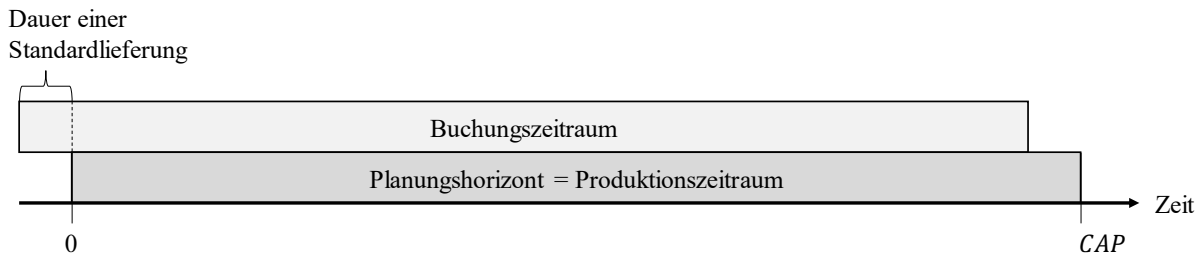 Dauer einer
Standardlieferung
Buchungszeitraum
Planungshorizont = Produktionszeitraum
Zeit
0
CAP